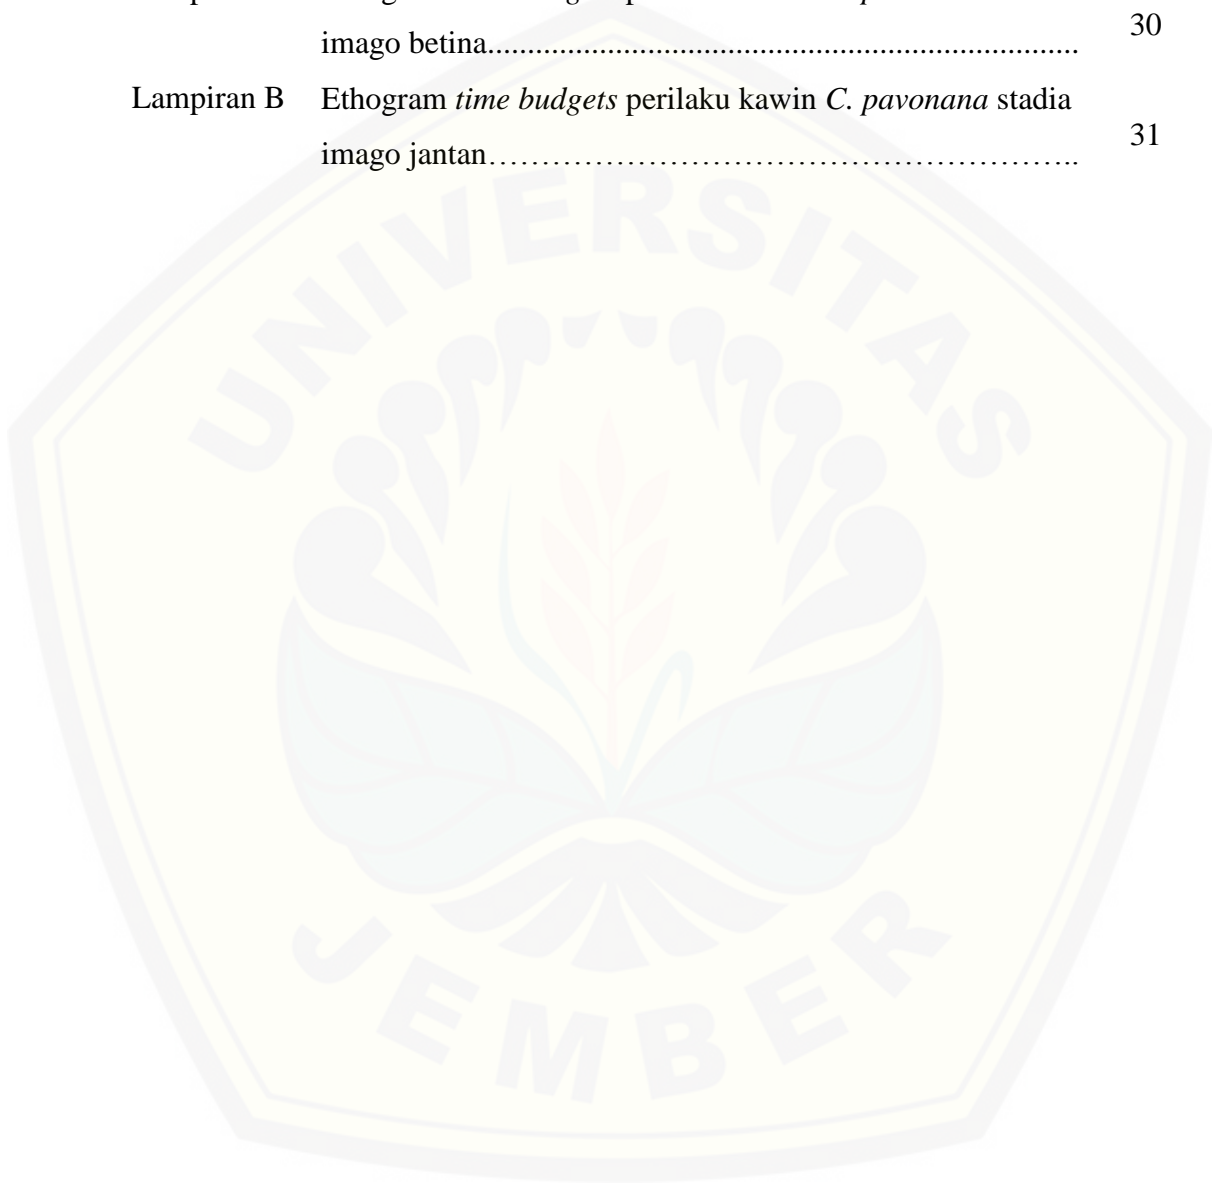 imago betina........................................................................ 30
Lampiran B Ethogram time budgets perilaku kawin C. pavonana stadia
imago jantan……………………………………………….. 31
UNIVERSITAS
JEMBER